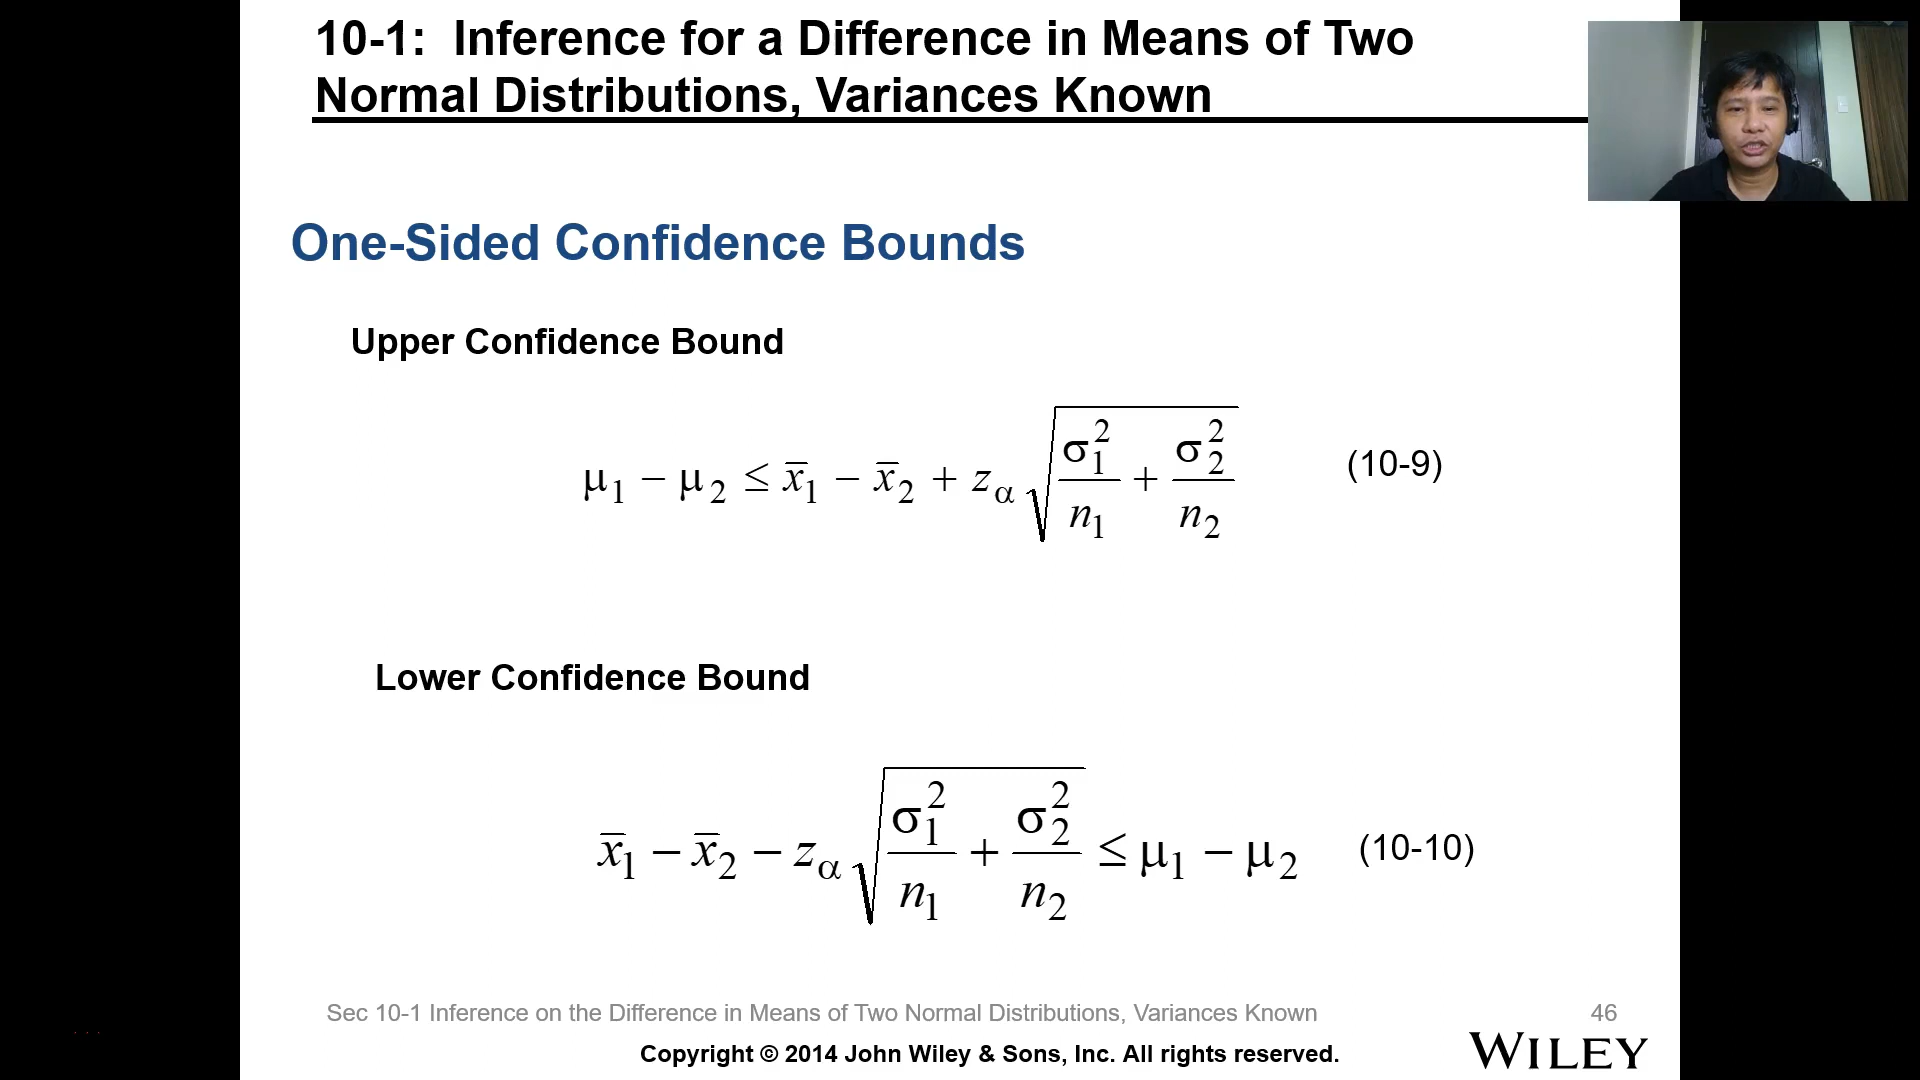 10-1: Inference for a Difference in Means of Two
Normal Distributions, Variances Known
One-Sided Confidence Bounds
Upper Confidence Bound
μ₁ − μ₂ ≤ x̄₁ − x̄₂ + z_α √(σ₁²/n₁ + σ₂²/n₂) (10-9)
Lower Confidence Bound
x̄₁ − x̄₂ − z_α √(σ₁²/n₁ + σ₂²/n₂) ≤ μ₁ − μ₂ (10-10)
Sec 10-1 Inference on the Difference in Means of Two Normal Distributions, Variances Known 46
Copyright © 2014 John Wiley & Sons, Inc. All rights reserved.
WILEY